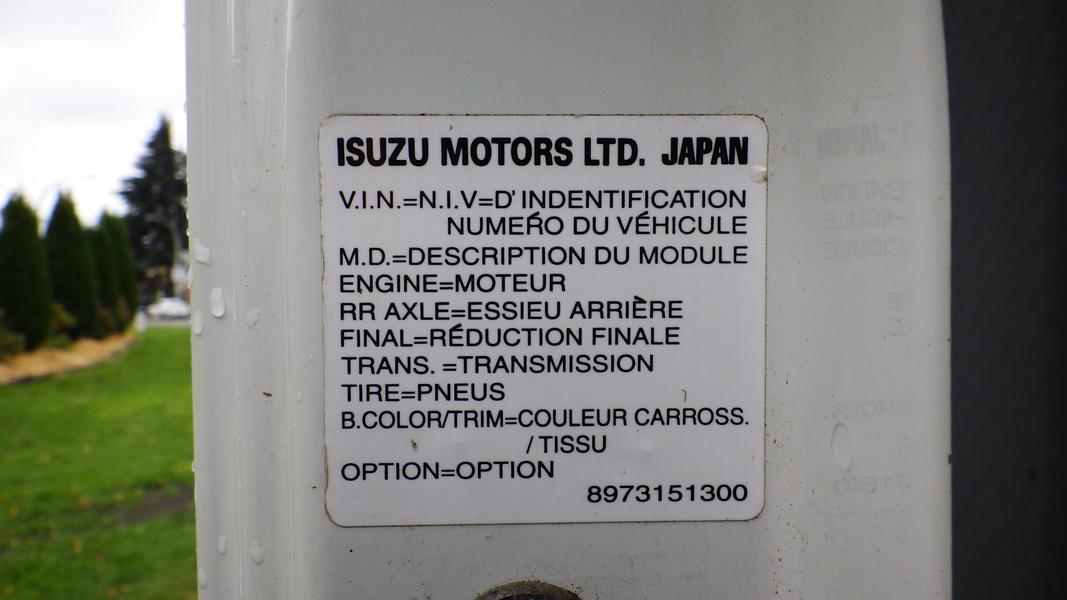 ISUZU MOTORS LTD. JAPAN
V.I.N.=N.I.V=D'INDENTIFICATION
NUMEŔO DU VÉHICULE
M.D.=DESCRIPTION DU MODULE
ENGINE=MOTEUR
RR AXLE=ESSIEU ARRIÈRE
FINAL=RÉDUCTION FINALE
TRANS. =TRANSMISSION
TIRE=PNEUS
B.COLOR/TRIM=COULEUR CARROSS.
/ TISSU
OPTION=OPTION
8973151300